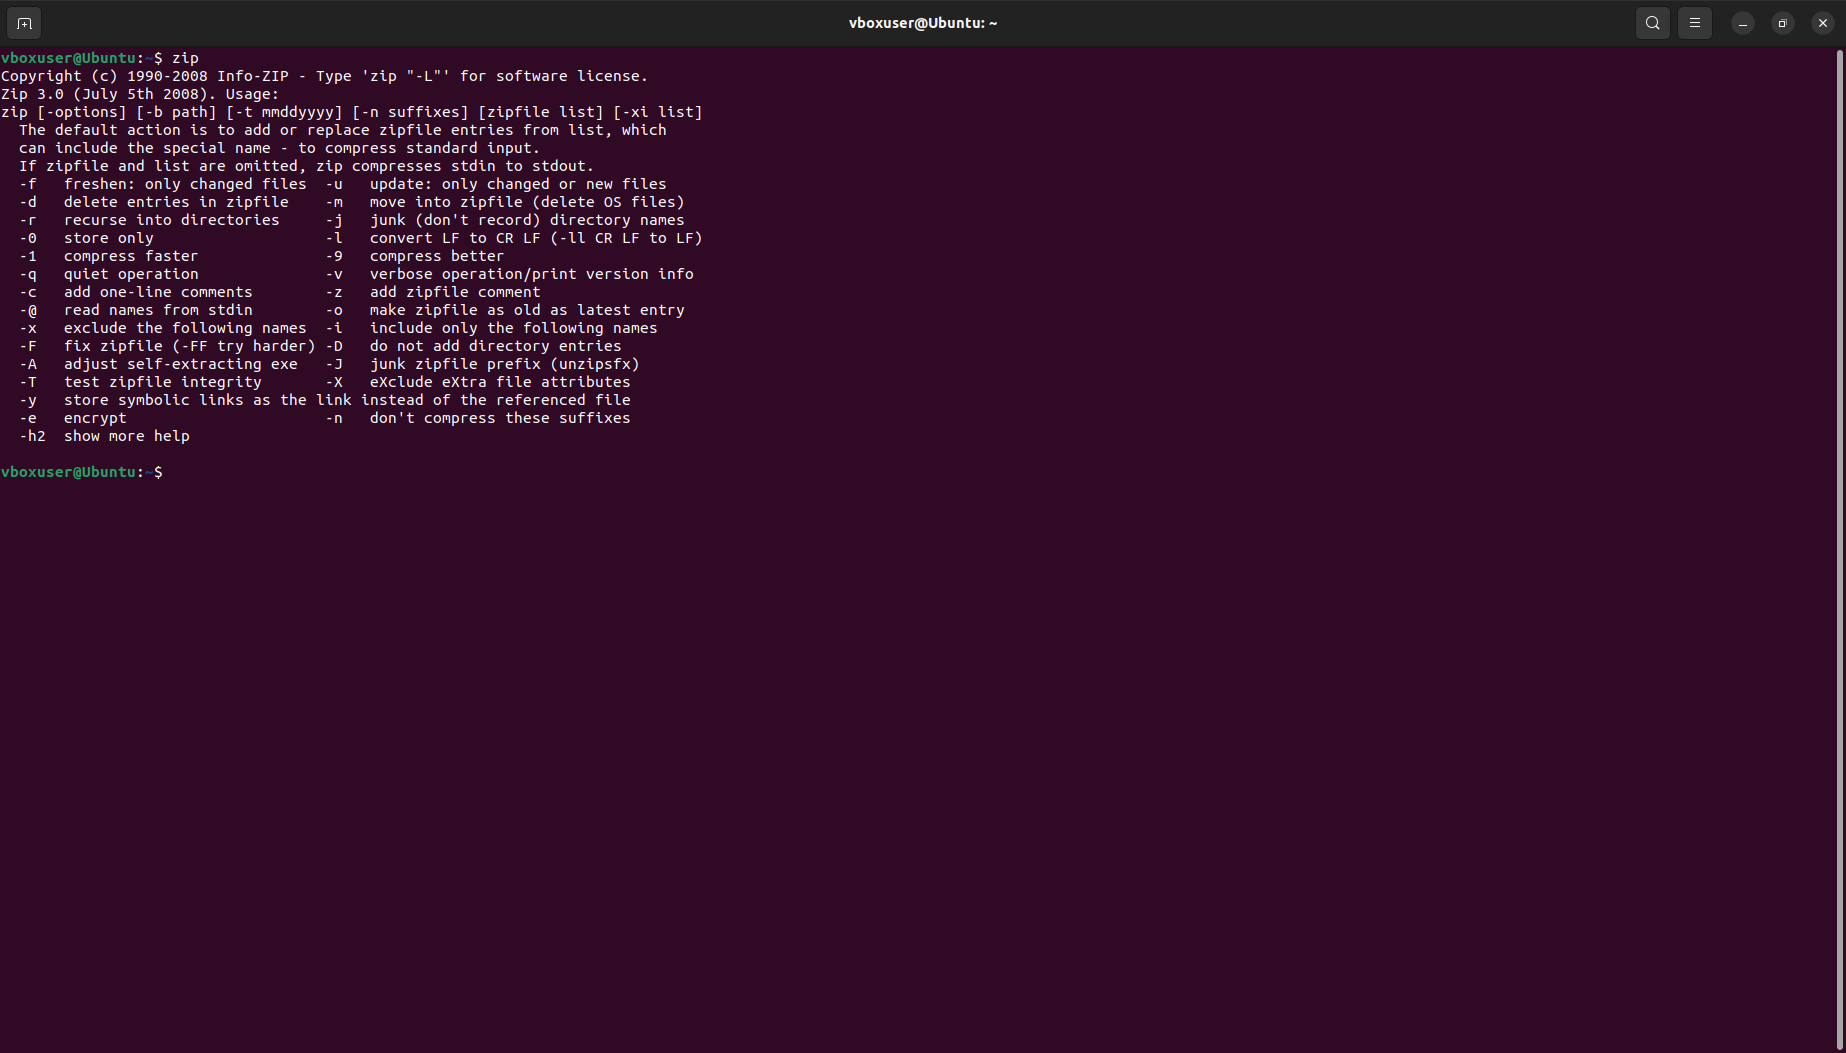 vboxuser@Ubuntu: ~
vboxuser@Ubuntu:~$ zip
Copyright (c) 1990-2008 Info-ZIP - Type 'zip "-L"' for software license.
Zip 3.0 (July 5th 2008). Usage:
zip [-options] [-b path] [-t mmddyyyy] [-n suffixes] [zipfile list] [-xi list]
  The default action is to add or replace zipfile entries from list, which
  can include the special name - to compress standard input.
  If zipfile and list are omitted, zip compresses stdin to stdout.
  -f   freshen: only changed files  -u   update: only changed or new files
  -d   delete entries in zipfile    -m   move into zipfile (delete OS files)
  -r   recurse into directories     -j   junk (don't record) directory names
  -0   store only                   -l   convert LF to CR LF (-ll CR LF to LF)
  -1   compress faster              -9   compress better
  -q   quiet operation              -v   verbose operation/print version info
  -c   add one-line comments        -z   add zipfile comment
  -@   read names from stdin        -o   make zipfile as old as latest entry
  -x   exclude the following names  -i   include only the following names
  -F   fix zipfile (-FF try harder) -D   do not add directory entries
  -A   adjust self-extracting exe   -J   junk zipfile prefix (unzipsfx)
  -T   test zipfile integrity       -X   eXclude eXtra file attributes
  -y   store symbolic links as the link instead of the referenced file
  -e   encrypt                      -n   don't compress these suffixes
  -h2  show more help
vboxuser@Ubuntu:~$